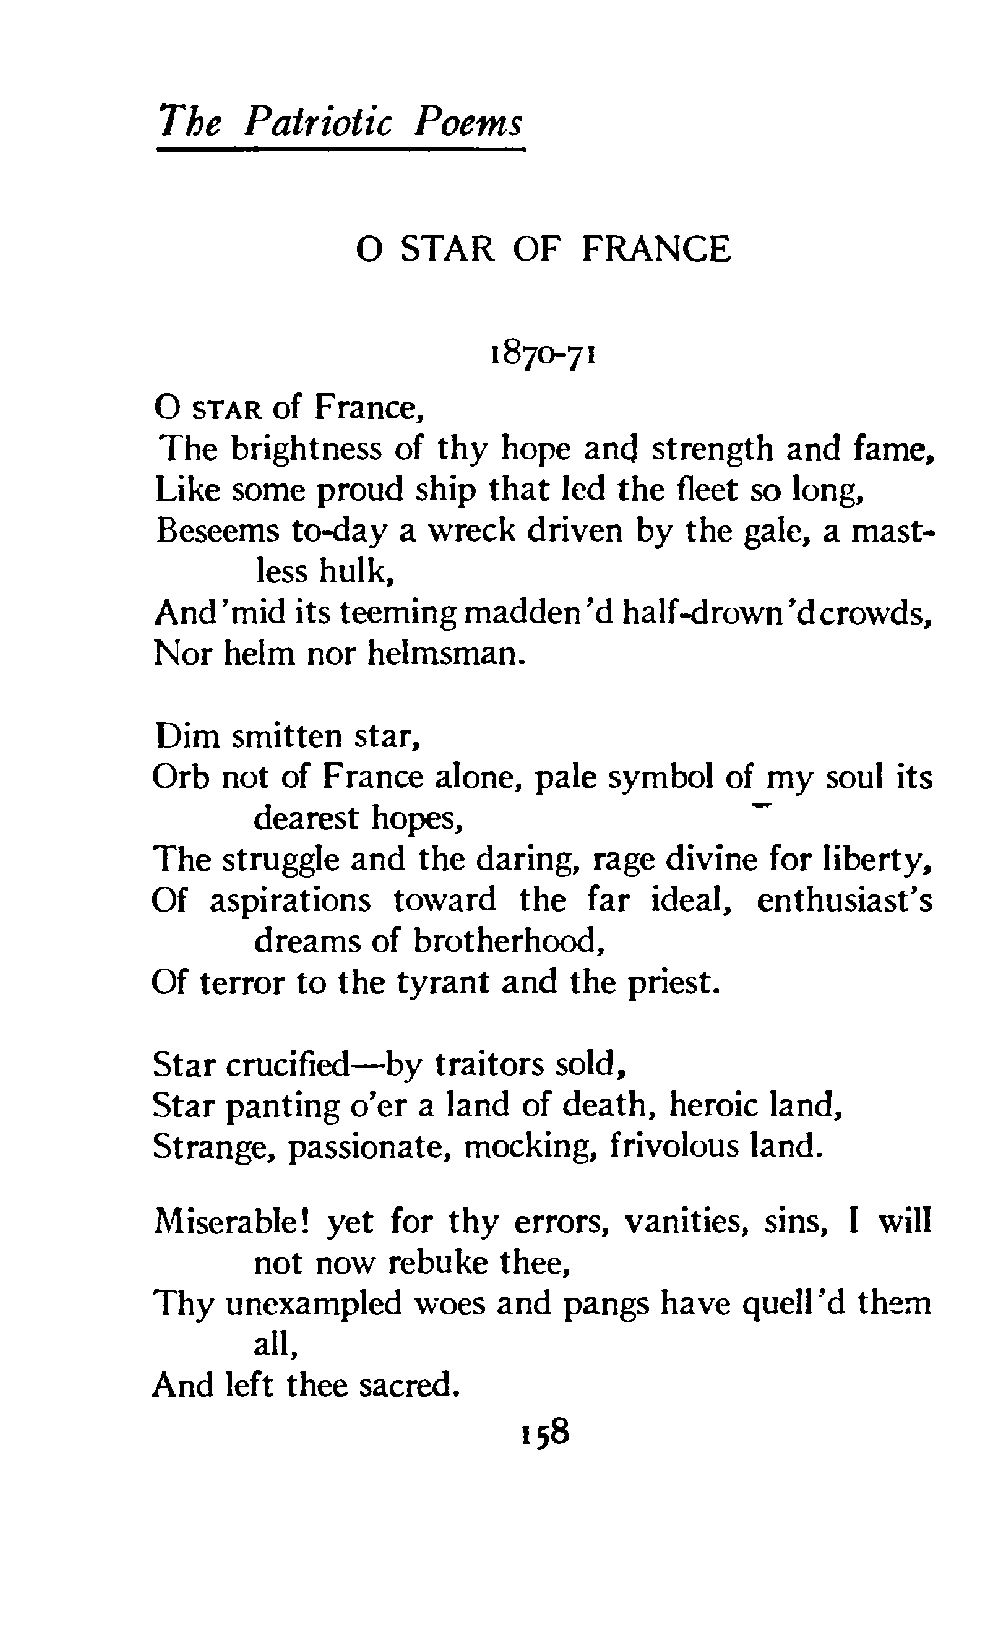 The Patriotic Poems
O STAR OF FRANCE
1870-71
O STAR of France,
The brightness of thy hope and strength and fame,
Like some proud ship that led the fleet so long,
Beseems to-day a wreck driven by the gale, a mast-
less hulk,
And 'mid its teeming madden'd half-drown'd crowds,
Nor helm nor helmsman.
Dim smitten star,
Orb not of France alone, pale symbol of my soul its
dearest hopes,
The struggle and the daring, rage divine for liberty,
Of aspirations toward the far ideal, enthusiast's
dreams of brotherhood,
Of terror to the tyrant and the priest.
Star crucified—by traitors sold,
Star panting o'er a land of death, heroic land,
Strange, passionate, mocking, frivolous land.
Miserable! yet for thy errors, vanities, sins, I will
not now rebuke thee,
Thy unexampled woes and pangs have quell'd them
all,
And left thee sacred.
158